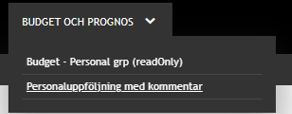 BUDGET OCH PROGNOS
Budget - Personal grp (readOnly)
Personaluppföljning med kommentar